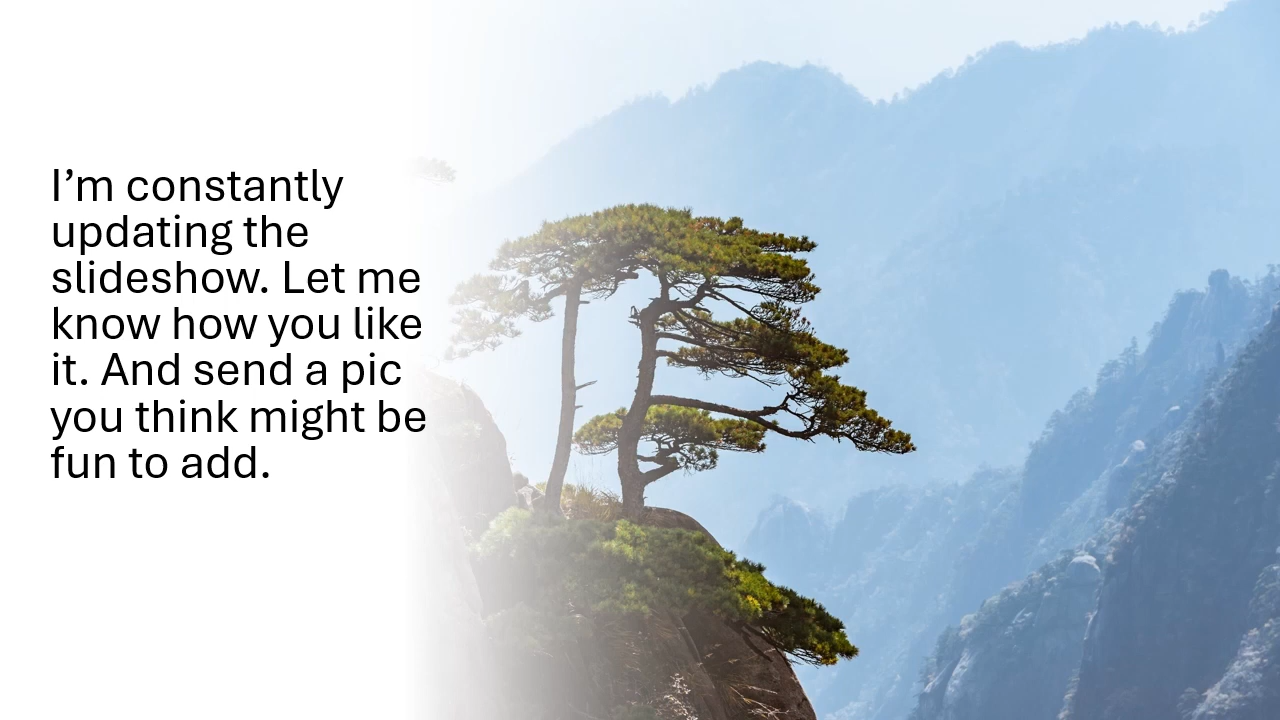 I’m constantly
updating the
slideshow. Let me
know how you like
it. And send a pic
you think might be
fun to add.